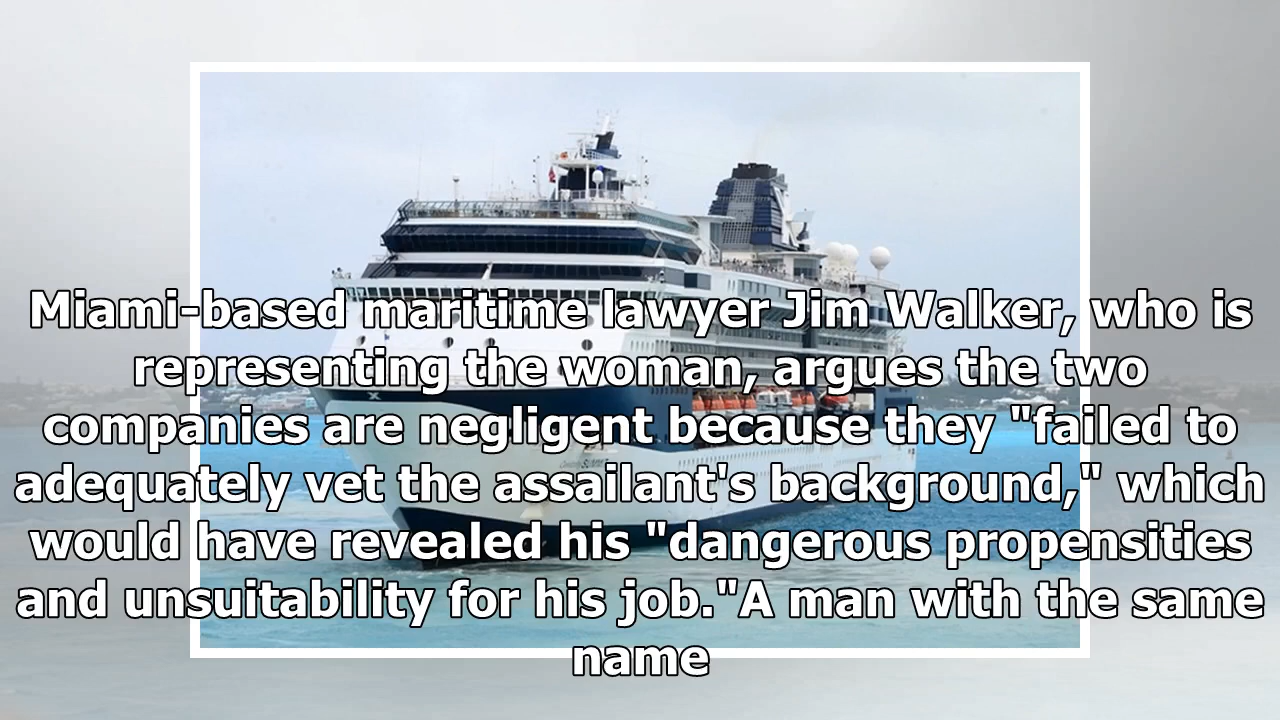 Miami-based maritime lawyer Jim Walker, who is
representing the woman, argues the two
companies are negligent because they "failed to
adequately vet the assailant's background," which
would have revealed his "dangerous propensities
and unsuitability for his job."A man with the same
name
X
SUMMIT